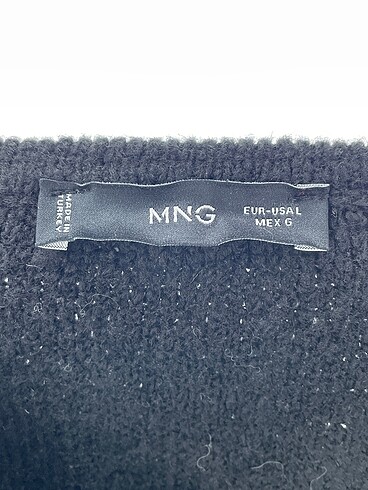 MADE IN
TURKEY
MNG
EUR-USA L
MEX G